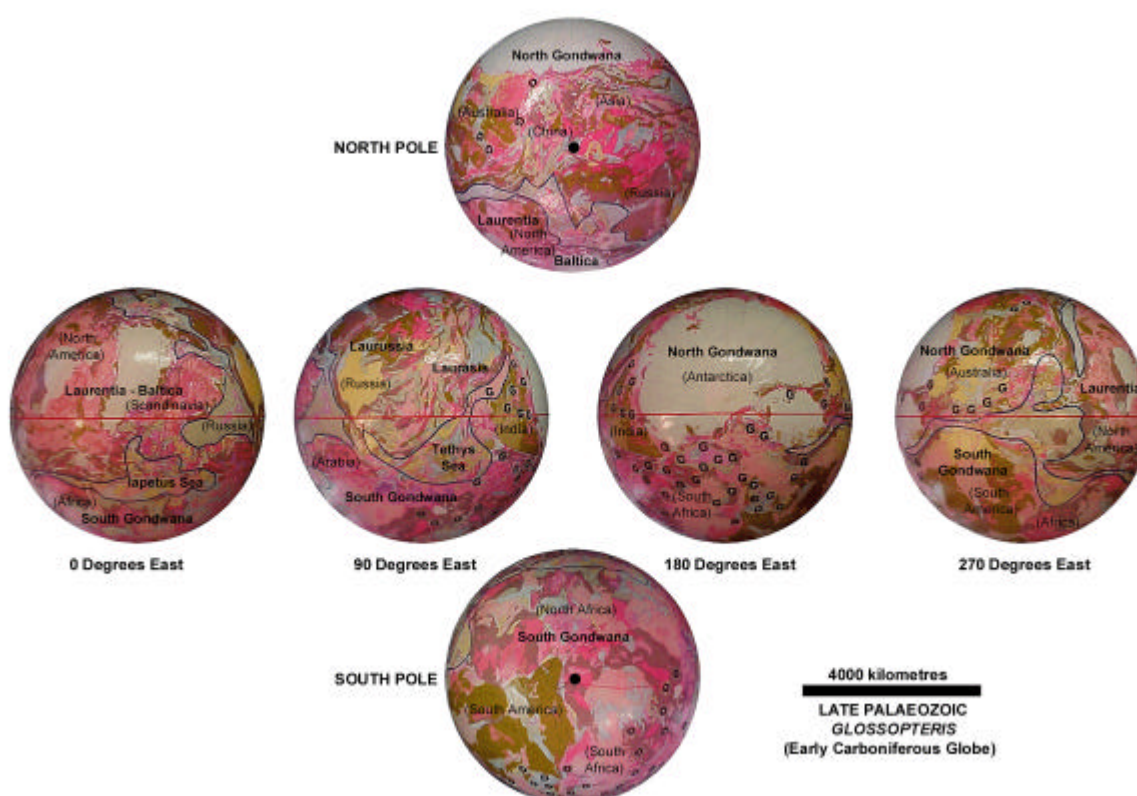 North Gondwana
(Australia)
(Asia)
(China)
NORTH POLE
(Russia)
Laurentia
(North
America)
Baltica
(North
America)
Laurentia - Baltica
(Scandinavia)
(Russia)
Iapetus Sea
(Africa)
South Gondwana
0 Degrees East
Laurussia
Laurasia
(Russia)
G
G
G
G G
(India)
Tethys
Sea
(Arabia)
G
G
South Gondwana
90 Degrees East
North Gondwana
(Antarctica)
G
G
(India)
G G
G
G
G
G
G
G
(South
Africa)
180 Degrees East
North Gondwana
(Australia)
G
G
G G
Laurentia
(North
America)
South
Gondwana
(South
America)
(Africa)
270 Degrees East
(North Africa)
South Gondwana
SOUTH POLE
(South America)
(South
Africa)
4000 kilometres
LATE PALAEOZOIC
GLOSSOPTERIS
(Early Carboniferous Globe)